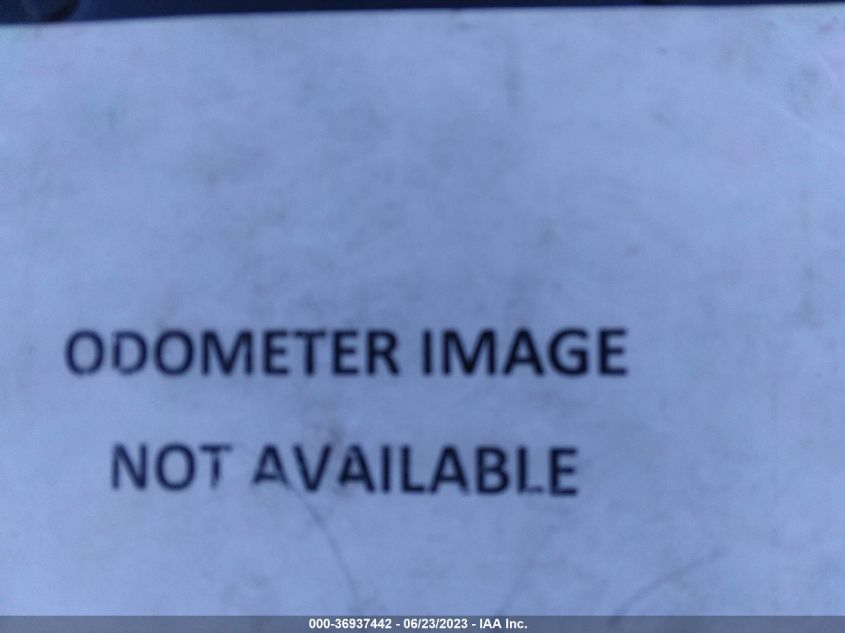 ODOMETER IMAGE
NOT AVAILABLE
000-36937442 - 06/23/2023 - IAA Inc.